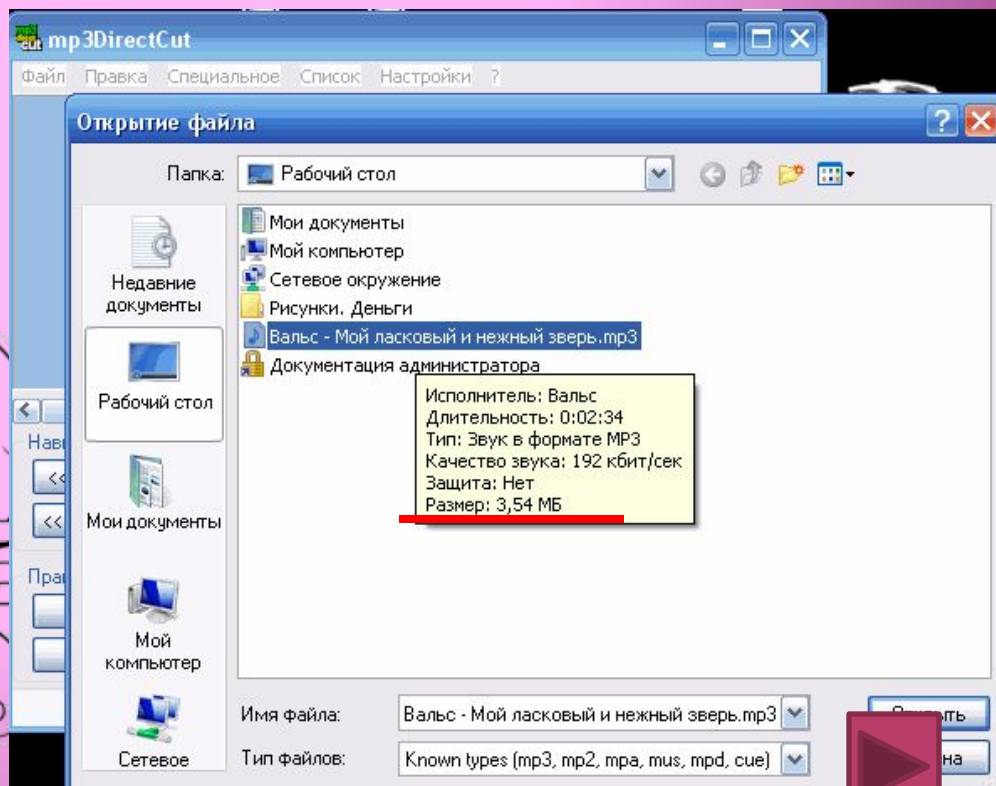 mp3DirectCut
Файл Правка Специальное Список Настройки ?
Открытие файла
Папка: Рабочий стол
Мои документы
Мой компьютер
Сетевое окружение
Рисунки. Деньги
Вальс - Мой ласковый и нежный зверь.mp3
Документация администратора
Недавние
документы
Рабочий стол
Мои документы
Мой
компьютер
Сетевое
Исполнитель: Вальс
Длительность: 0:02:34
Тип: Звук в формате MP3
Качество звука: 192 кбит/сек
Защита: Нет
Размер: 3,54 МБ
<<
<<
Имя файла: Вальс - Мой ласковый и нежный зверь.mp3
Тип файлов: Known types (mp3, mp2, mpa, mus, mpd, cue)